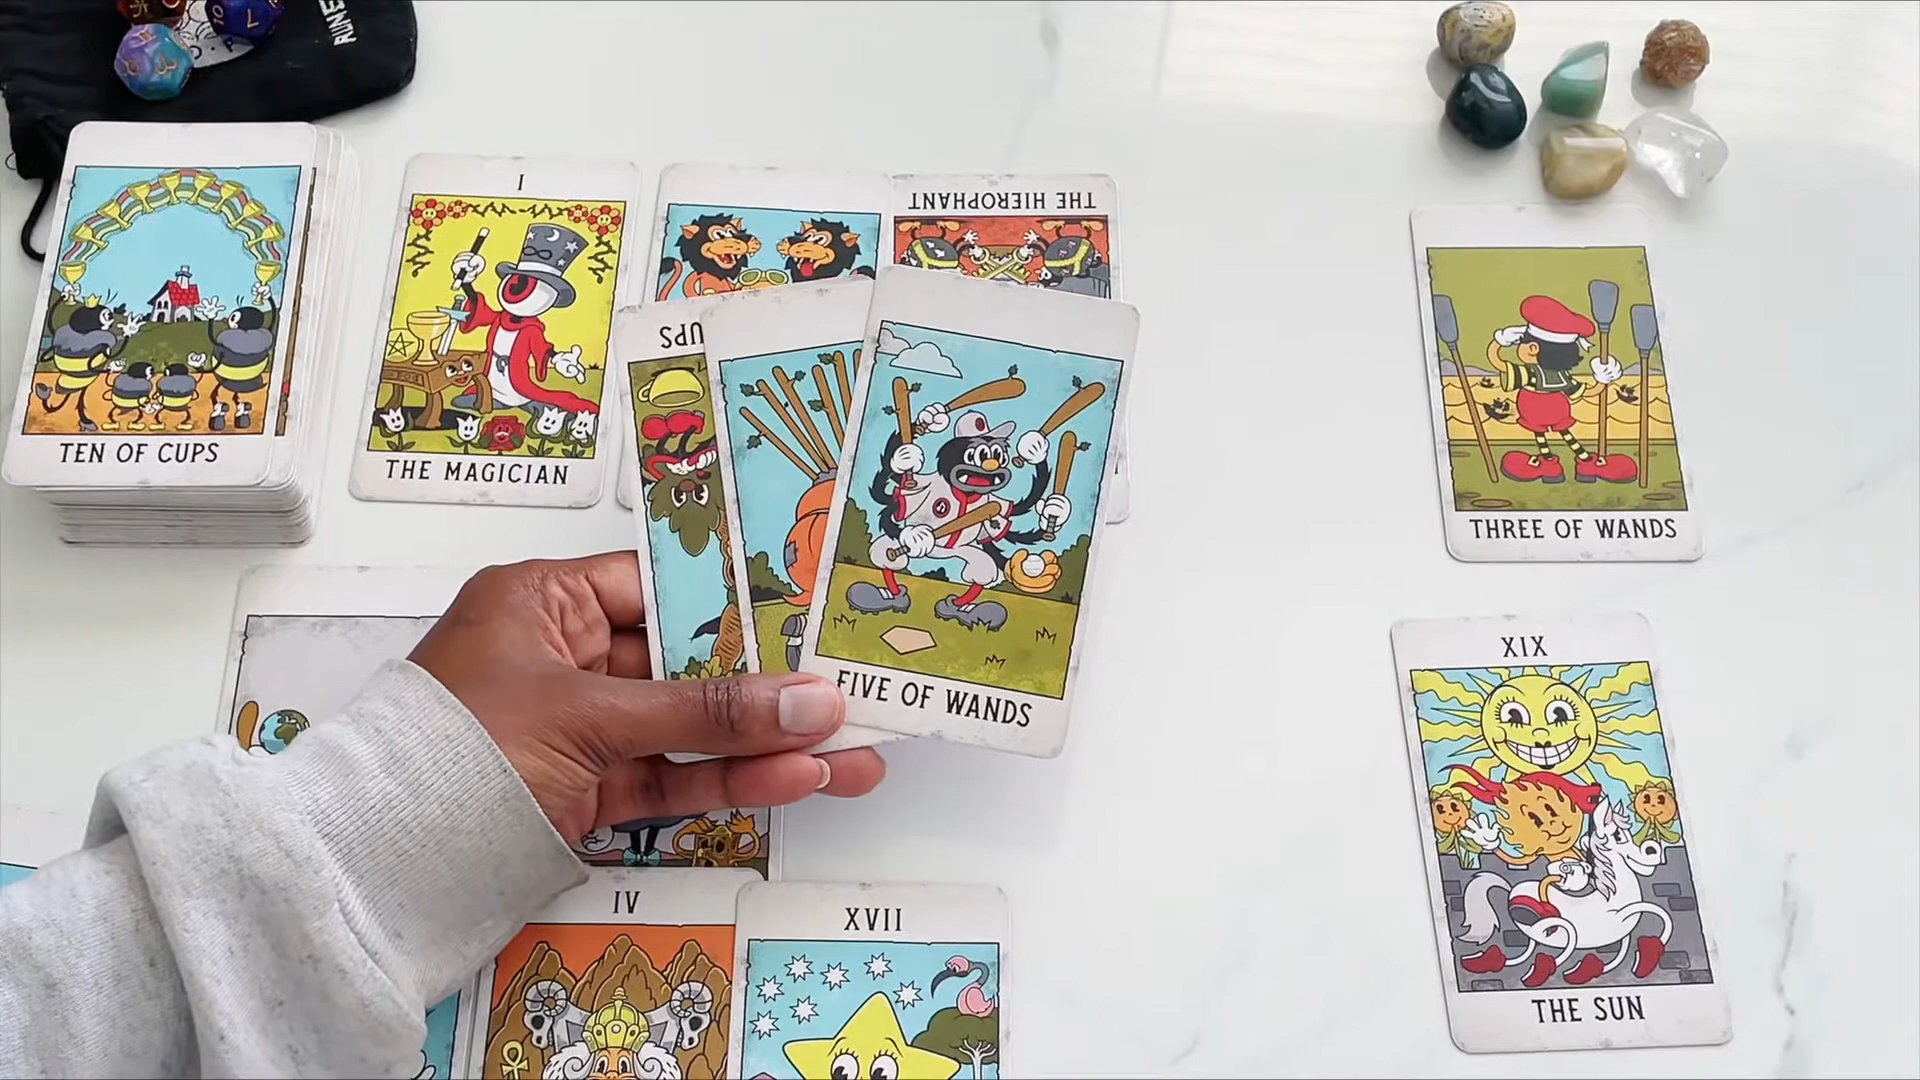 RUNE
TEN OF CUPS
I
THE MAGICIAN
THE HIEROPHANT
UPS
FIVE OF WANDS
THREE OF WANDS
XIX
THE SUN
IV
XVII